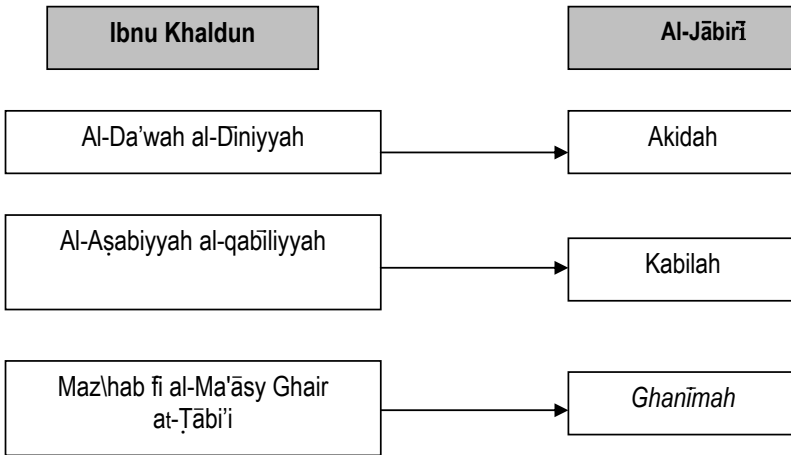 Ibnu Khaldun
Al-Jābirī
Al-Da’wah al-Dīniyyah
Akidah
Al-Aṣabiyyah al-qabīliyyah
Kabilah
Maz\hab fī al-Ma'āsy Ghair
at-Ṭābi’i
Ghanīmah